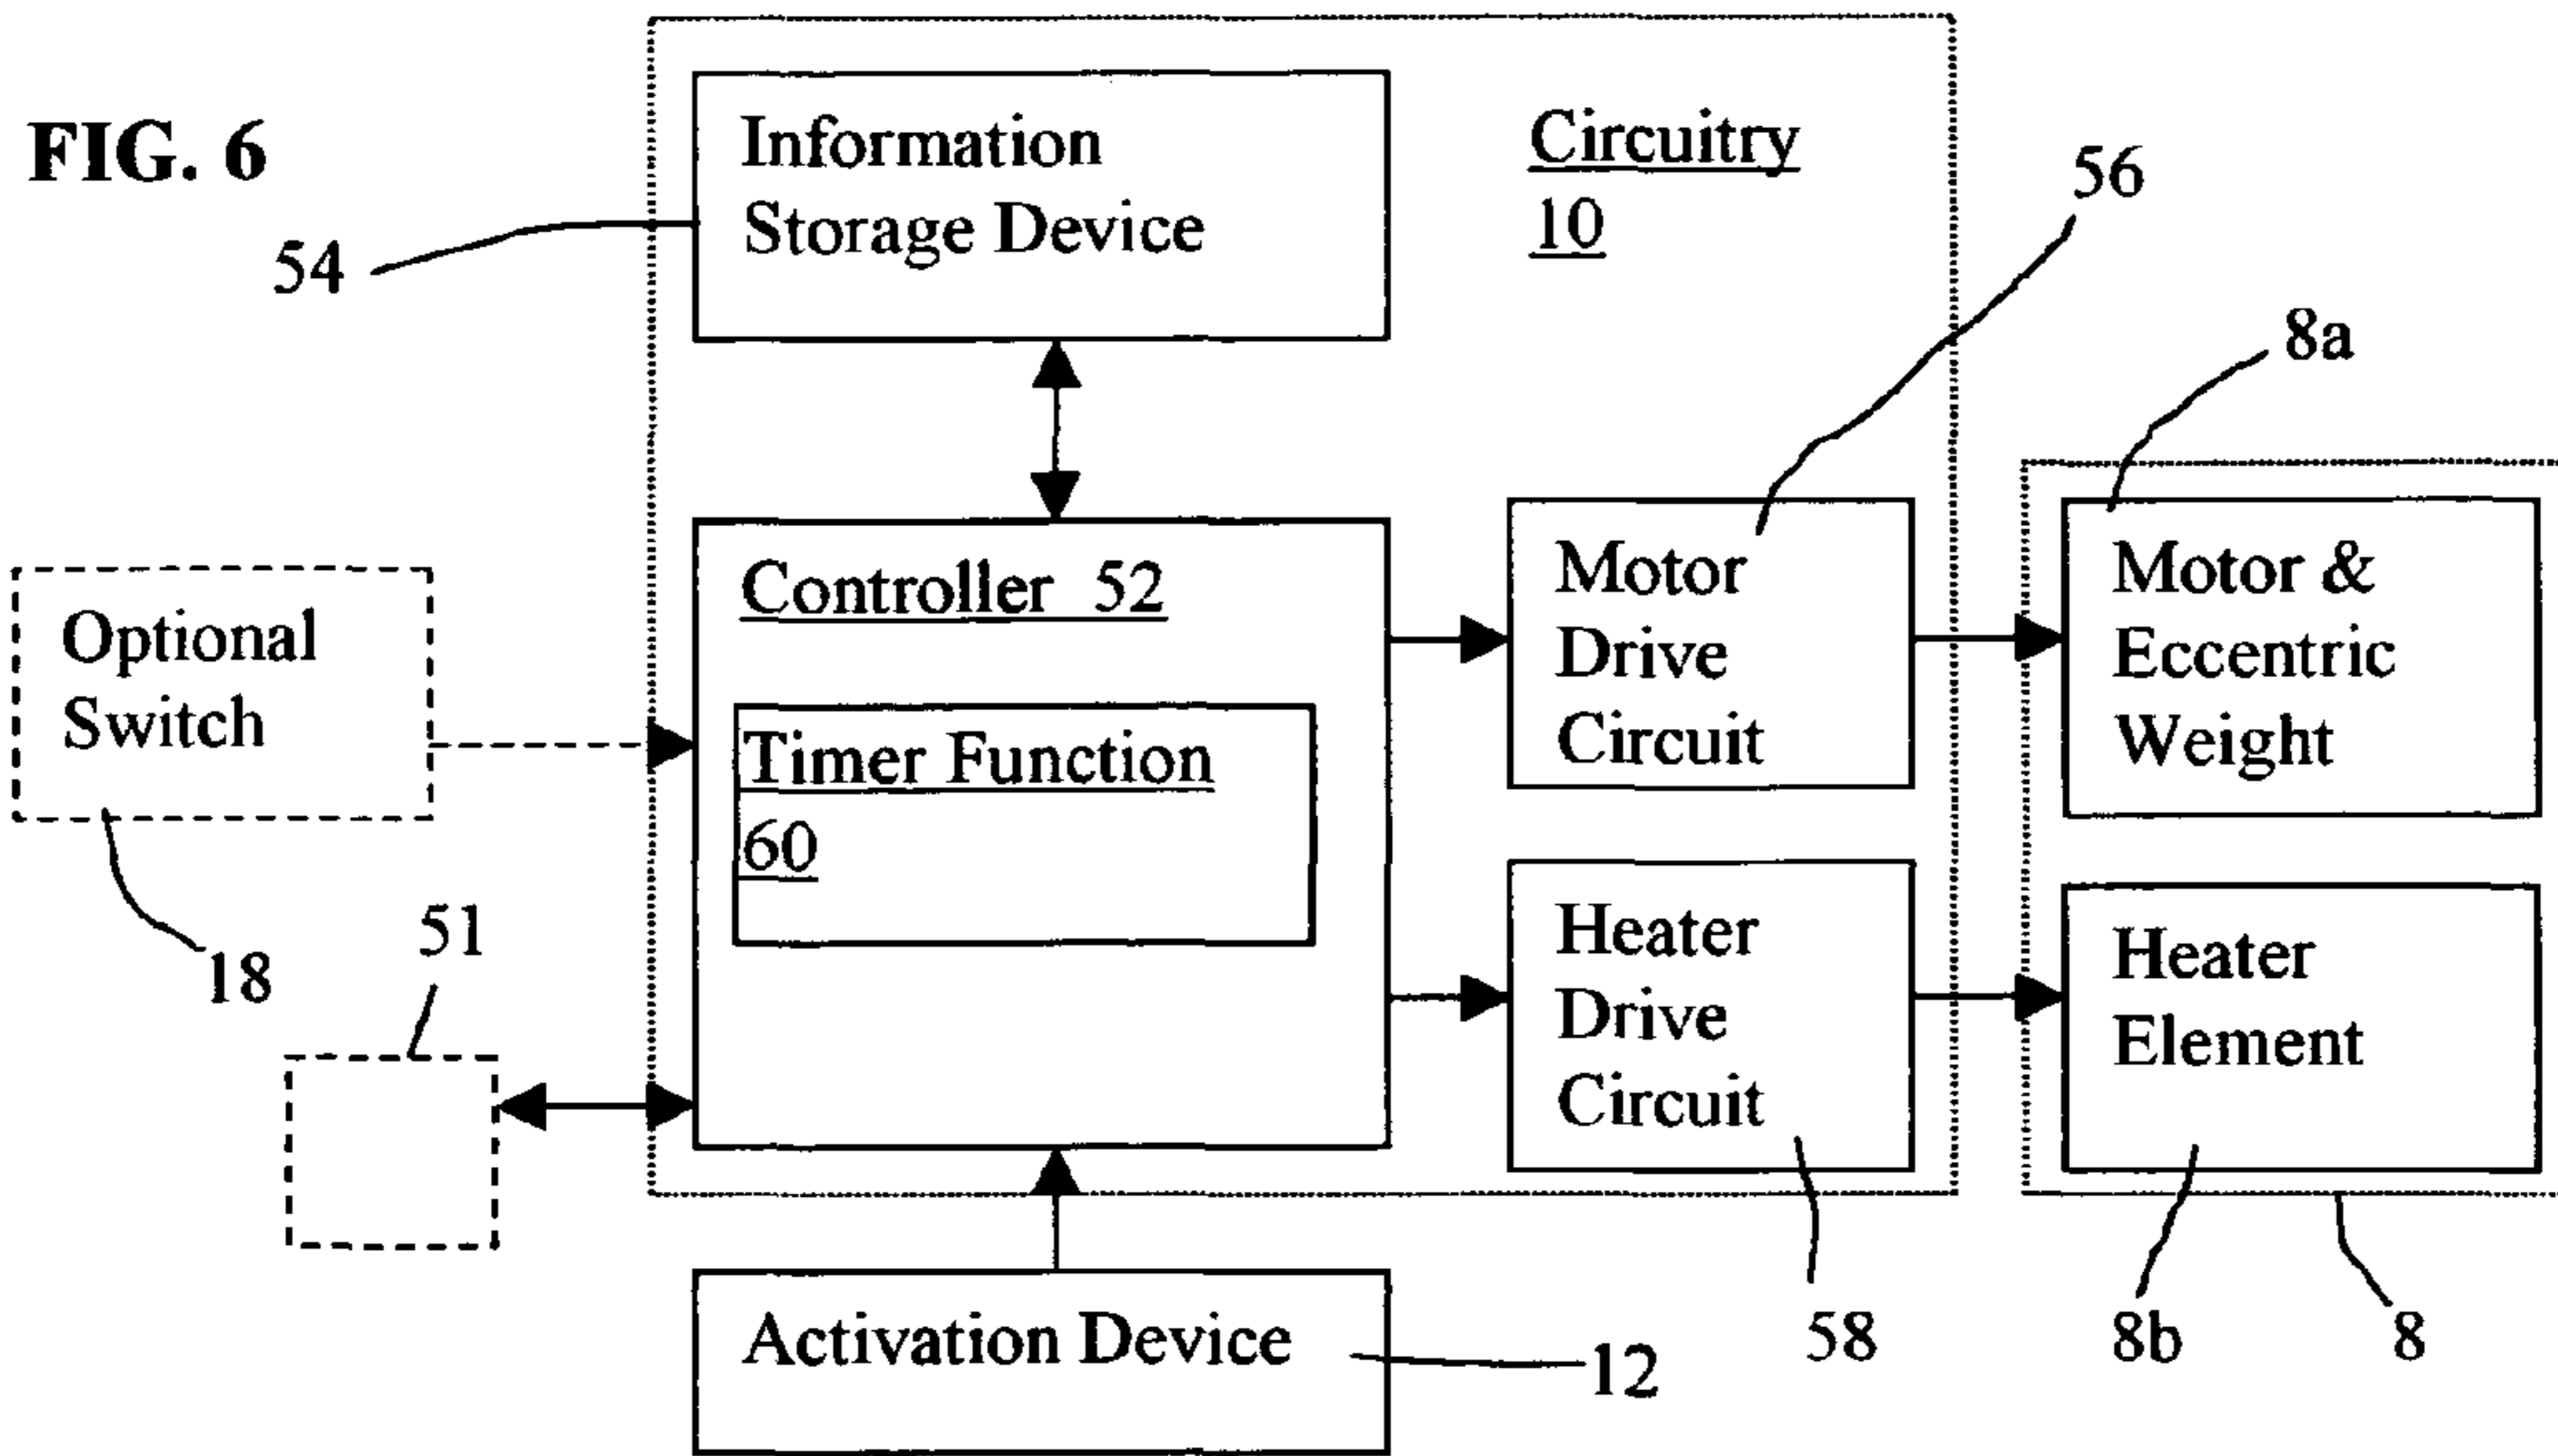 FIG. 6
Information
Storage Device
54
Circuitry
10
56
8a
Optional
Switch
18
51
Controller 52
Timer Function
60
Motor
Drive
Circuit
Motor &
Eccentric
Weight
Heater
Drive
Circuit
Heater
Element
Activation Device
12
58
8b
8